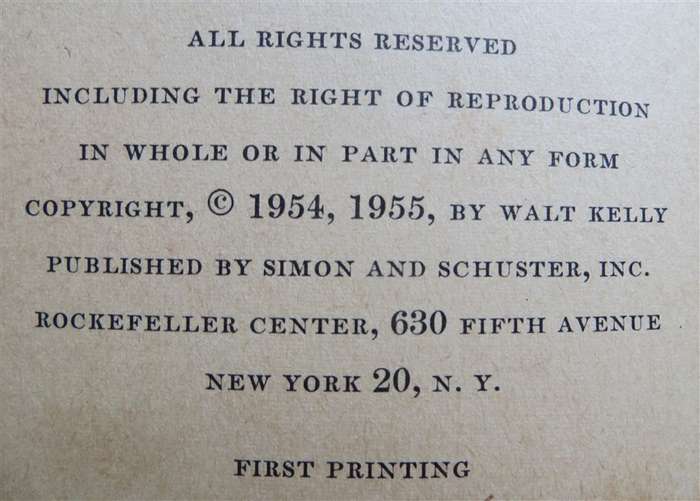 ALL RIGHTS RESERVED
INCLUDING THE RIGHT OF REPRODUCTION
IN WHOLE OR IN PART IN ANY FORM
COPYRIGHT, © 1954, 1955, BY WALT KELLY
PUBLISHED BY SIMON AND SCHUSTER, INC.
ROCKEFELLER CENTER, 630 FIFTH AVENUE
NEW YORK 20, N. Y.
FIRST PRINTING